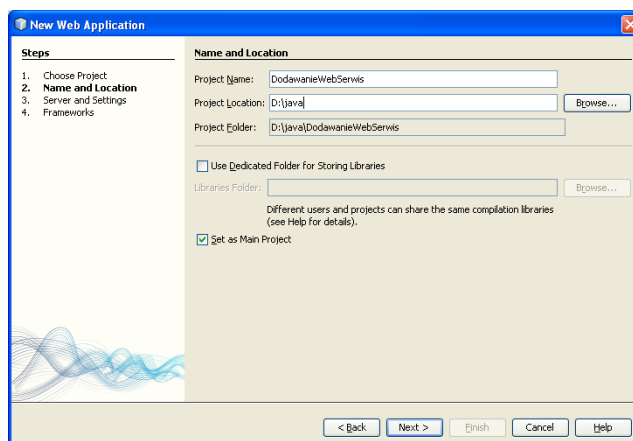 New Web Application
Steps
1. Choose Project
2. Name and Location
3. Server and Settings
4. Frameworks
Name and Location
Project Name: DodawanieWebSerwis
Project Location: D:\java Browse...
Project Folder: D:\java\DodawanieWebSerwis
Use Dedicated Folder for Storing Libraries
Libraries Folder: Browse...
Different users and projects can share the same compilation libraries
(see Help for details).
Set as Main Project
< Back Next > Finish Cancel Help